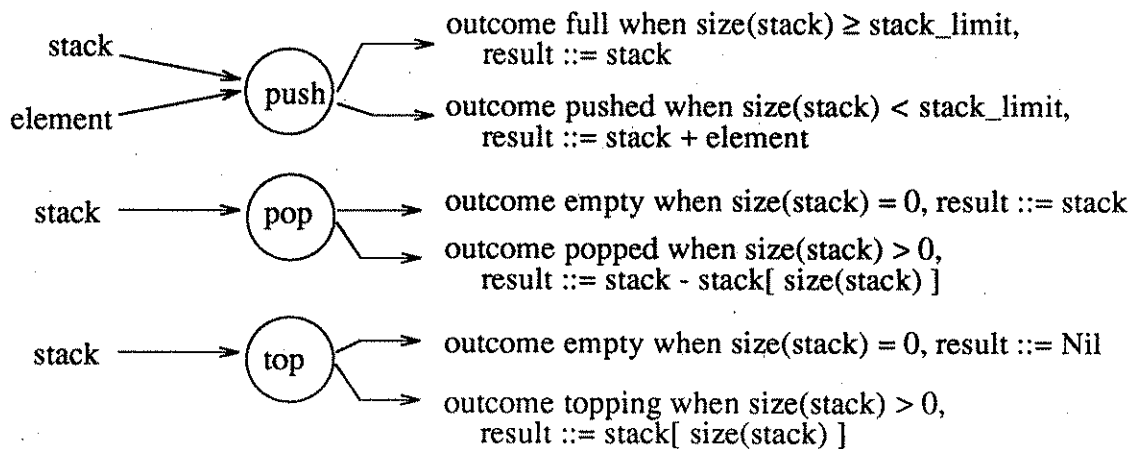 stack
element
push
outcome full when size(stack) ≥ stack_limit,
result ::= stack
outcome pushed when size(stack) < stack_limit,
result ::= stack + element
stack
pop
outcome empty when size(stack) = 0, result ::= stack
outcome popped when size(stack) > 0,
result ::= stack - stack[ size(stack) ]
stack
top
outcome empty when size(stack) = 0, result ::= Nil
outcome topping when size(stack) > 0,
result ::= stack[ size(stack) ]